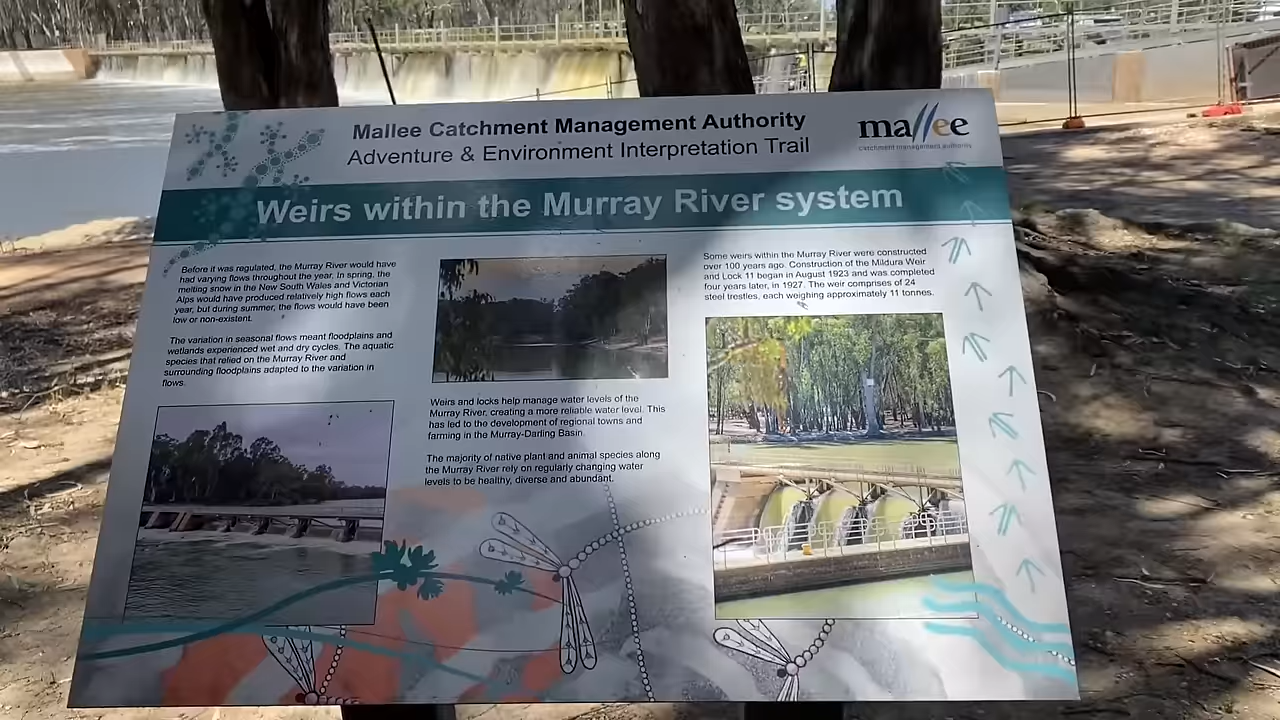 Mallee Catchment Management Authority
Adventure & Environment Interpretation Trail
mallee
catchment management authority
Weirs within the Murray River system
Before it was regulated, the Murray River would have
had varying flows throughout the year. In spring, the
melting snow in the New South Wales and Victorian
Alps would have produced relatively high flows each
year, but during summer, the flows would have been
low or non-existent.
The variation in seasonal flows meant floodplains and
wetlands experienced wet and dry cycles. The aquatic
species that relied on the Murray River and
surrounding floodplains adapted to the variation in
flows.
Weirs and locks help manage water levels of the
Murray River, creating a more reliable water level. This
has led to the development of regional towns and
farming in the Murray-Darling Basin.
The majority of native plant and animal species along
the Murray River rely on regularly changing water
levels to be healthy, diverse and abundant.
Some weirs within the Murray River were constructed
over 100 years ago. Construction of the Mildura Weir
and Lock 11 began in August 1923 and was completed
four years later, in 1927. The weir comprises of 24
steel trestles, each weighing approximately 11 tonnes.